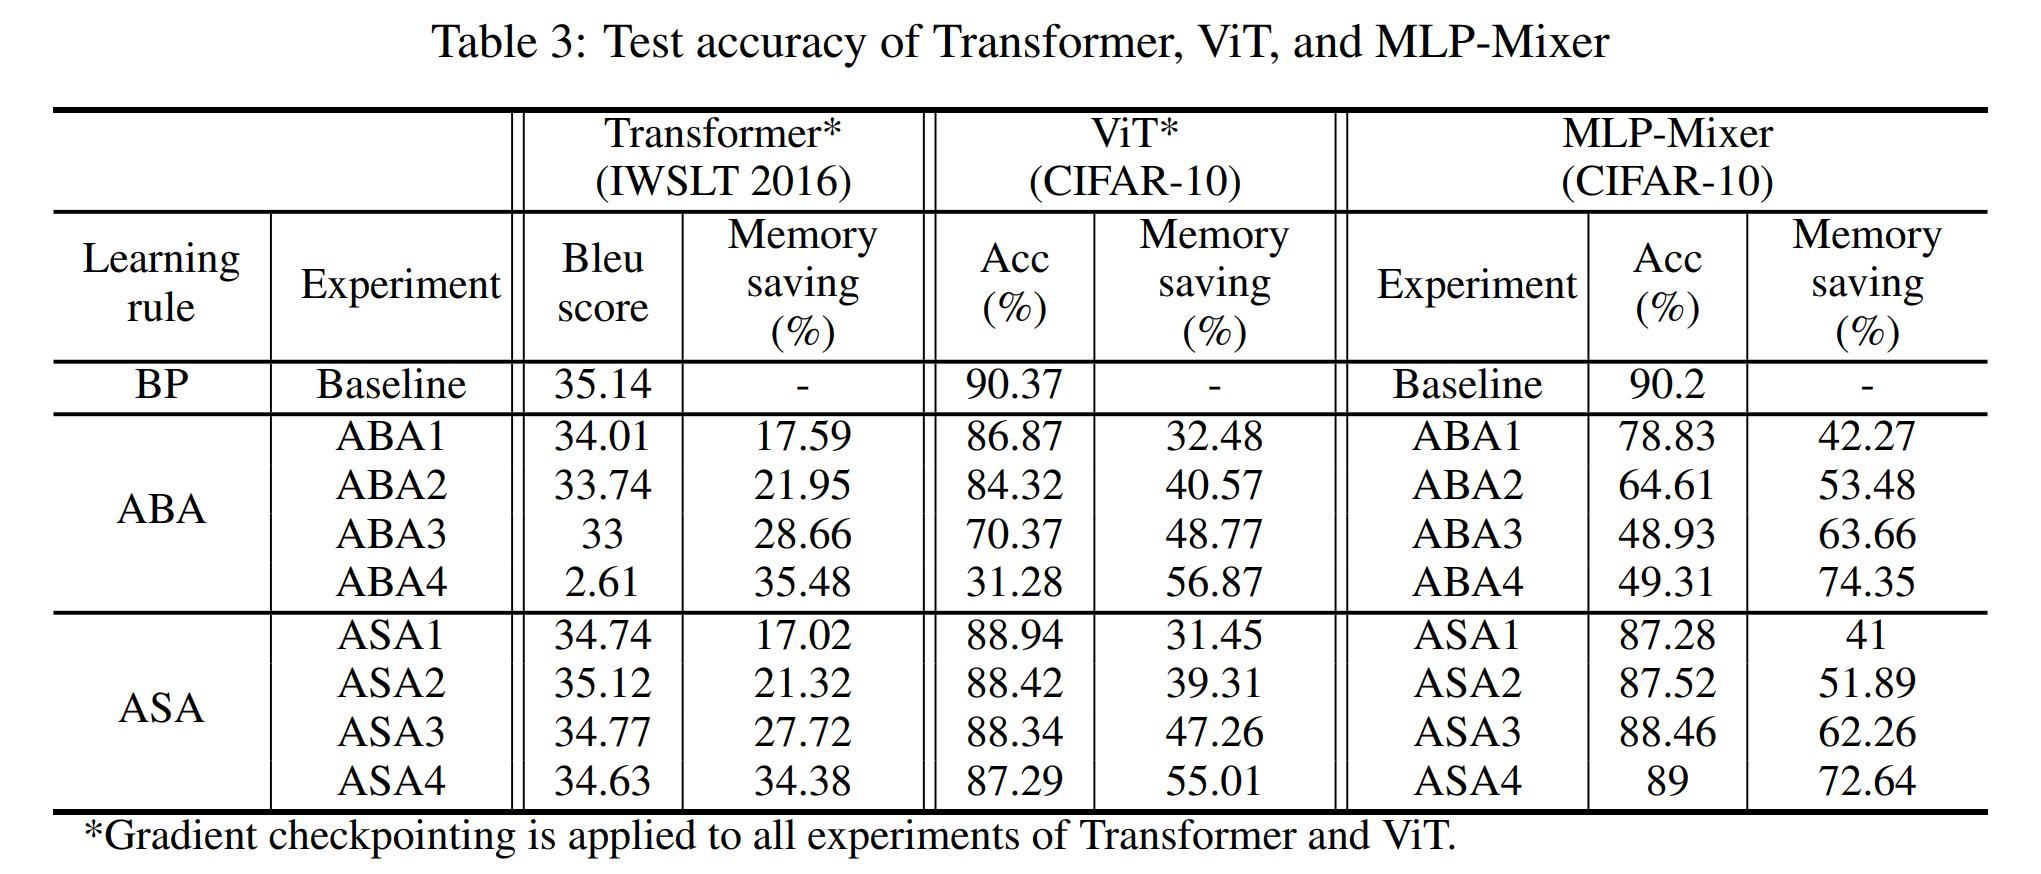 Table 3: Test accuracy of Transformer, ViT, and MLP-Mixer
Transformer* ViT* MLP-Mixer
(IWSLT 2016) (CIFAR-10) (CIFAR-10)
Learning rule Experiment Bleu score Memory saving (%) Acc (%) Memory saving (%) Experiment Acc (%) Memory saving (%)
BP Baseline 35.14 - 90.37 - Baseline 90.2 -
ABA
ABA1 34.01 17.59 86.87 32.48 ABA1 78.83 42.27
ABA2 33.74 21.95 84.32 40.57 ABA2 64.61 53.48
ABA3 33 28.66 70.37 48.77 ABA3 48.93 63.66
ABA4 2.61 35.48 31.28 56.87 ABA4 49.31 74.35
ASA
ASA1 34.74 17.02 88.94 31.45 ASA1 87.28 41
ASA2 35.12 21.32 88.42 39.31 ASA2 87.52 51.89
ASA3 34.77 27.72 88.34 47.26 ASA3 88.46 62.26
ASA4 34.63 34.38 87.29 55.01 ASA4 89 72.64
*Gradient checkpointing is applied to all experiments of Transformer and ViT.